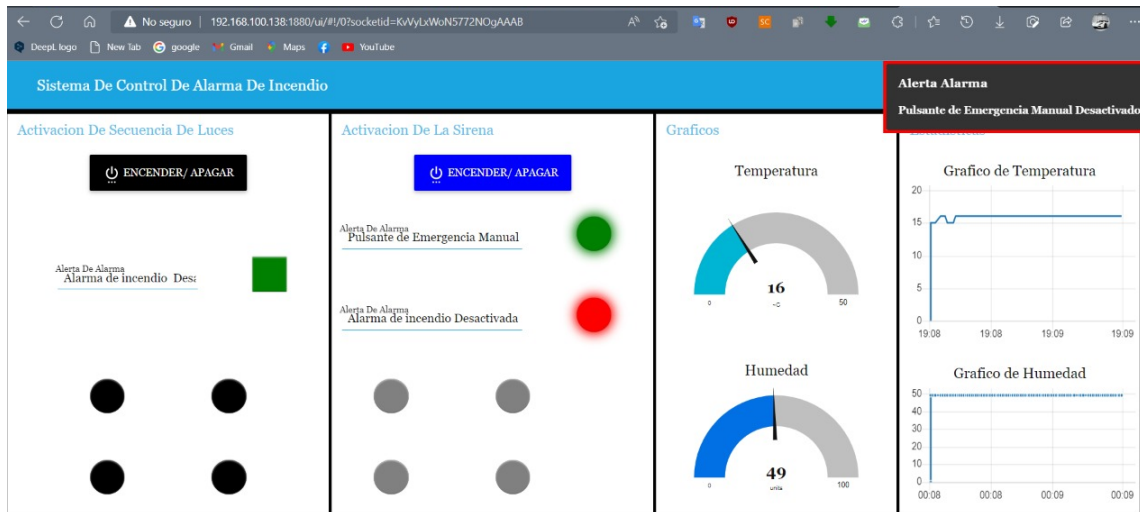 No seguro | 192.168.100.138:1880/ui/#!/0?socketid=KvVyLxWoN5772NOgAAAB
DeepL logo New Tab google Gmail Maps YouTube
Sistema De Control De Alarma De Incendio
Alerta Alarma
Pulsante de Emergencia Manual Desactivado
Activacion De Secuencia De Luces
ENCENDER/ APAGAR
Alerta De Alarma
Alarma de incendio Desa
Activacion De La Sirena
ENCENDER/ APAGAR
Alerta De Alarma
Pulsante de Emergencia Manual
Alerta De Alarma
Alarma de incendio Desactivada
Graficos
Temperatura
16
0
50
Humedad
49
units
0
100
Grafico de Temperatura
20
15
10
5
0
19:08 19:08 19:09 19:09
Grafico de Humedad
50
40
30
20
10
0
00:08 00:08 00:09 00:09